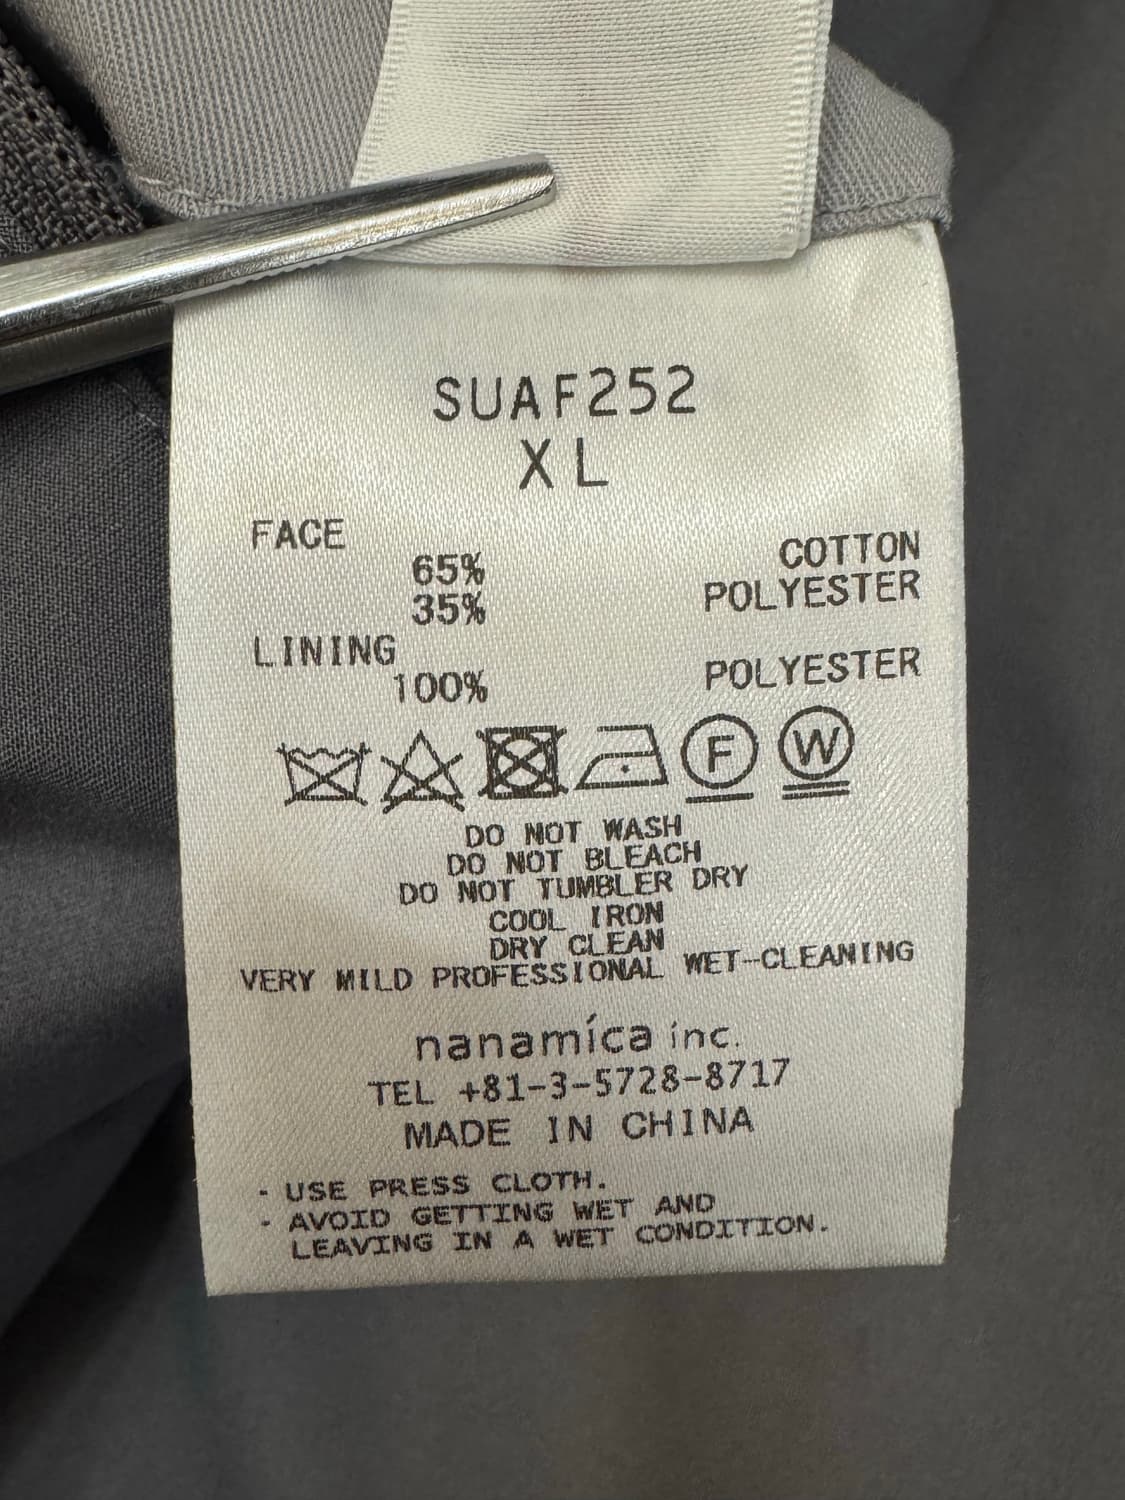 SUAF252
XL
FACE
65% COTTON
35% POLYESTER
LINING
100% POLYESTER
F W
DO NOT WASH
DO NOT BLEACH
DO NOT TUMBLER DRY
COOL IRON
DRY CLEAN
VERY MILD PROFESSIONAL WET-CLEANING
nanamíca inc.
TEL +81-3-5728-8717
MADE IN CHINA
· USE PRESS CLOTH.
· AVOID GETTING WET AND
LEAVING IN A WET CONDITION.